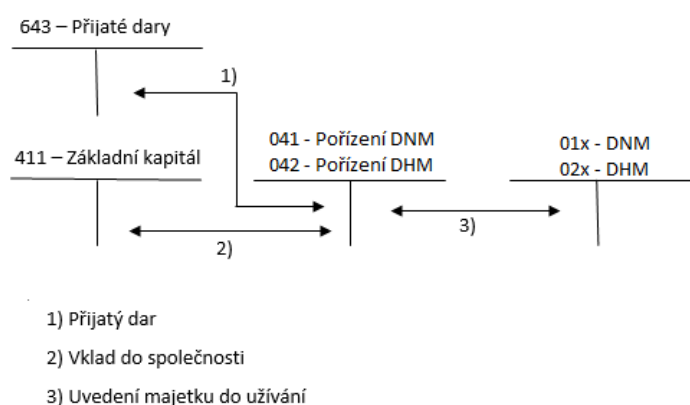 643 – Přijaté dary
1)
411 – Základní kapitál
041 - Pořízení DNM
042 - Pořízení DHM
01x - DNM
02x - DHM
2)
3)
1) Přijatý dar
2) Vklad do společnosti
3) Uvedení majetku do užívání